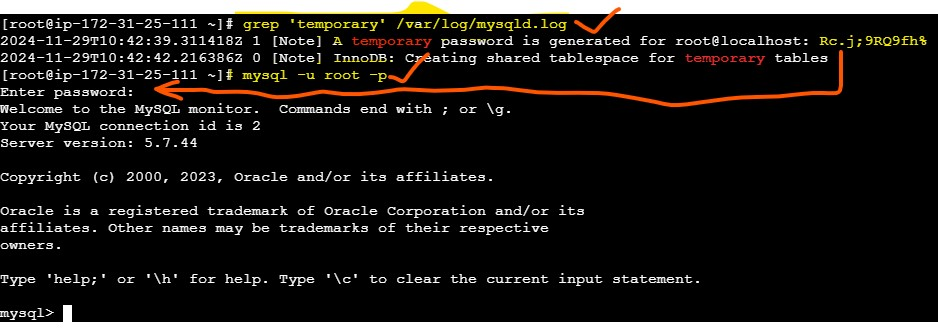 [root@ip-172-31-25-111 ~]# grep 'temporary' /var/log/mysqld.log
2024-11-29T10:42:39.311418Z 1 [Note] A temporary password is generated for root@localhost: Rc.j;9RQ9fh%
2024-11-29T10:42:42.216386Z 0 [Note] InnoDB: Creating shared tablespace for temporary tables
[root@ip-172-31-25-111 ~]# mysql -u root -p
Enter password:
Welcome to the MySQL monitor.  Commands end with ; or \g.
Your MySQL connection id is 2
Server version: 5.7.44
Copyright (c) 2000, 2023, Oracle and/or its affiliates.
Oracle is a registered trademark of Oracle Corporation and/or its
affiliates. Other names may be trademarks of their respective
owners.
Type 'help;' or '\h' for help. Type '\c' to clear the current input statement.
mysql>